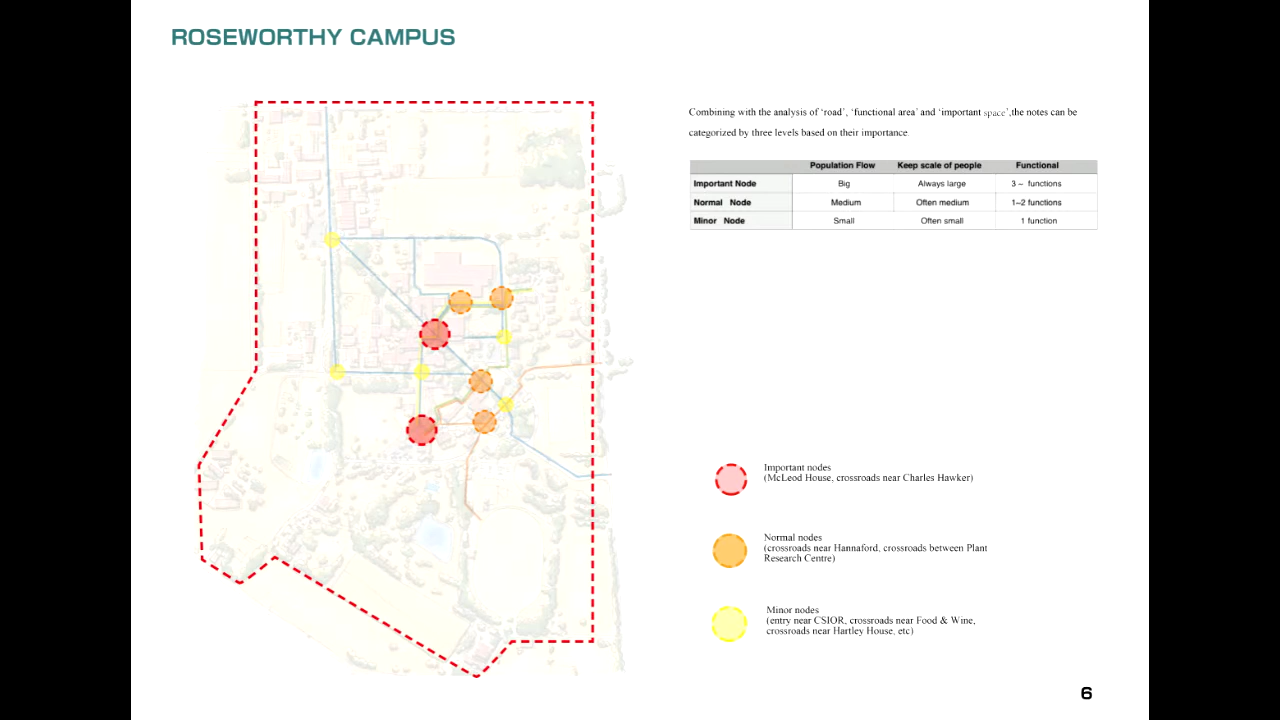 ROSEWORTHY CAMPUS
Combining with the analysis of ‘road’, ‘functional area’ and ‘important space’,the notes can be
categorized by three levels based on their importance.
Population Flow Keep scale of people Functional
Important Node Big Always large 3 ~ functions
Normal Node Medium Often medium 1~2 functions
Minor Node Small Often small 1 function
Important nodes
(McLeod House, crossroads near Charles Hawker)
Normal nodes
(crossroads near Hannaford, crossroads between Plant
Research Centre)
Minor nodes
(entry near CSIOR, crossroads near Food & Wine,
crossroads near Hartley House, etc)
6